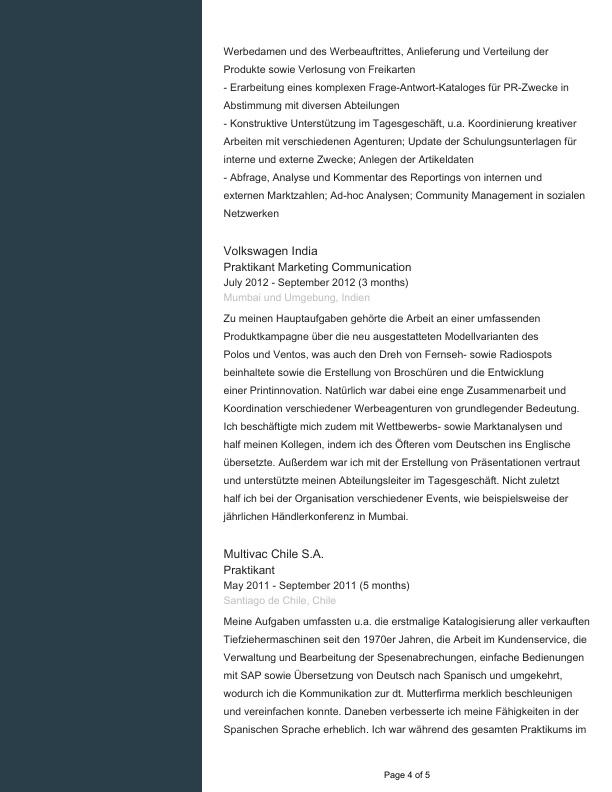 Werbedamen und des Werbeauftrittes, Anlieferung und Verteilung der
Produkte sowie Verlosung von Freikarten
- Erarbeitung eines komplexen Frage-Antwort-Kataloges für PR-Zwecke in
Abstimmung mit diversen Abteilungen
- Konstruktive Unterstützung im Tagesgeschäft, u.a. Koordinierung kreativer
Arbeiten mit verschiedenen Agenturen; Update der Schulungsunterlagen für
interne und externe Zwecke; Anlegen der Artikeldaten
- Abfrage, Analyse und Kommentar des Reportings von internen und
externen Marktzahlen; Ad-hoc Analysen; Community Management in sozialen
Netzwerken
Volkswagen India
Praktikant Marketing Communication
July 2012 - September 2012 (3 months)
Mumbai und Umgebung, Indien
Zu meinen Hauptaufgaben gehörte die Arbeit an einer umfassenden
Produktkampagne über die neu ausgestatteten Modellvarianten des
Polos und Ventos, was auch den Dreh von Fernseh- sowie Radiospots
beinhaltete sowie die Erstellung von Broschüren und die Entwicklung
einer Printinnovation. Natürlich war dabei eine enge Zusammenarbeit und
Koordination verschiedener Werbeagenturen von grundlegender Bedeutung.
Ich beschäftigte mich zudem mit Wettbewerbs- sowie Marktanalysen und
half meinen Kollegen, indem ich des Öfteren vom Deutschen ins Englische
übersetzte. Außerdem war ich mit der Erstellung von Präsentationen vertraut
und unterstützte meinen Abteilungsleiter im Tagesgeschäft. Nicht zuletzt
half ich bei der Organisation verschiedener Events, wie beispielsweise der
jährlichen Händlerkonferenz in Mumbai.
Multivac Chile S.A.
Praktikant
May 2011 - September 2011 (5 months)
Santiago de Chile, Chile
Meine Aufgaben umfassten u.a. die erstmalige Katalogisierung aller verkauften
Tiefziehermaschinen seit den 1970er Jahren, die Arbeit im Kundenservice, die
Verwaltung und Bearbeitung der Spesenabrechungen, einfache Bedienungen
mit SAP sowie Übersetzung von Deutsch nach Spanisch und umgekehrt,
wodurch ich die Kommunikation zur dt. Mutterfirma merklich beschleunigen
und vereinfachen konnte. Daneben verbesserte ich meine Fähigkeiten in der
Spanischen Sprache erheblich. Ich war während des gesamten Praktikums im
Page 4 of 5